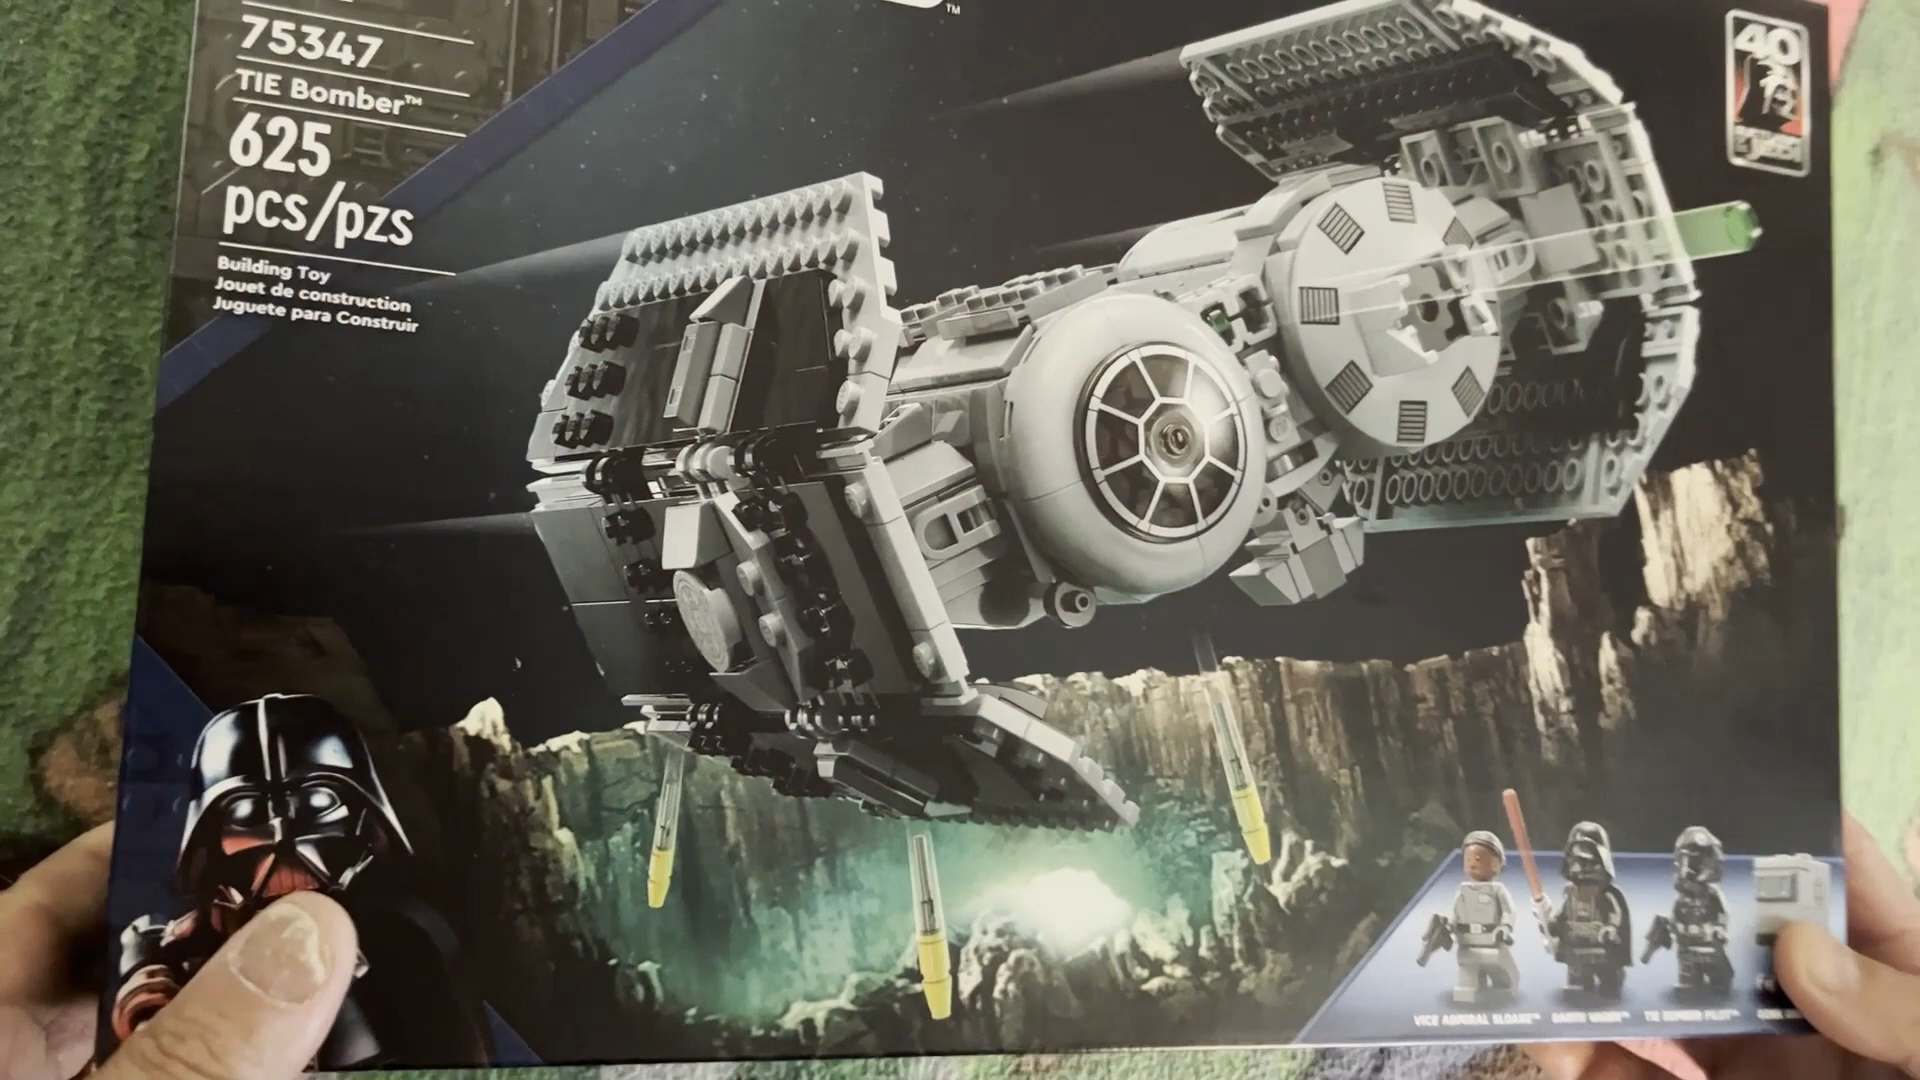 75347
TIE Bomber™
625
pcs/pzs
Building Toy
Jouet de construction
Juguete para Construir
™
40
VICE ADMIRAL SLOANE™
DARTH VADER™
TIE BOMBER PILOT™